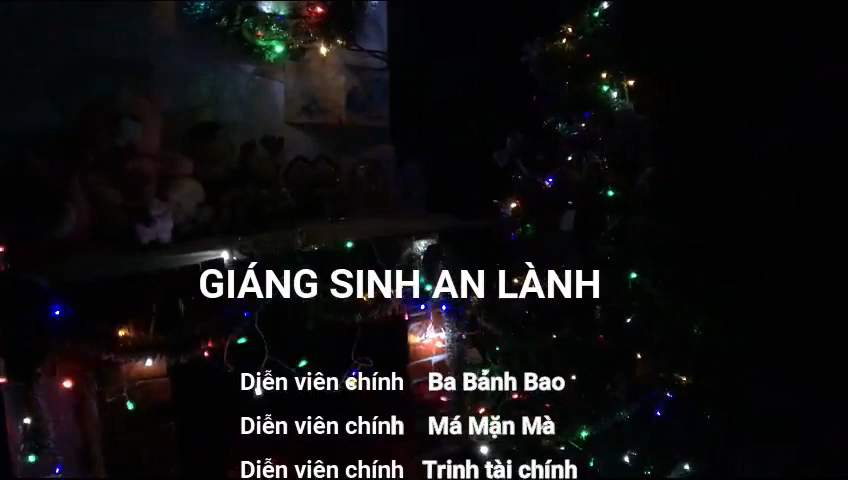 GIÁNG SINH AN LÀNH
Diễn viên chính Ba Bảnh Bao
Diễn viên chính Má Mặn Mà
Diễn viên chính Trinh tài chính